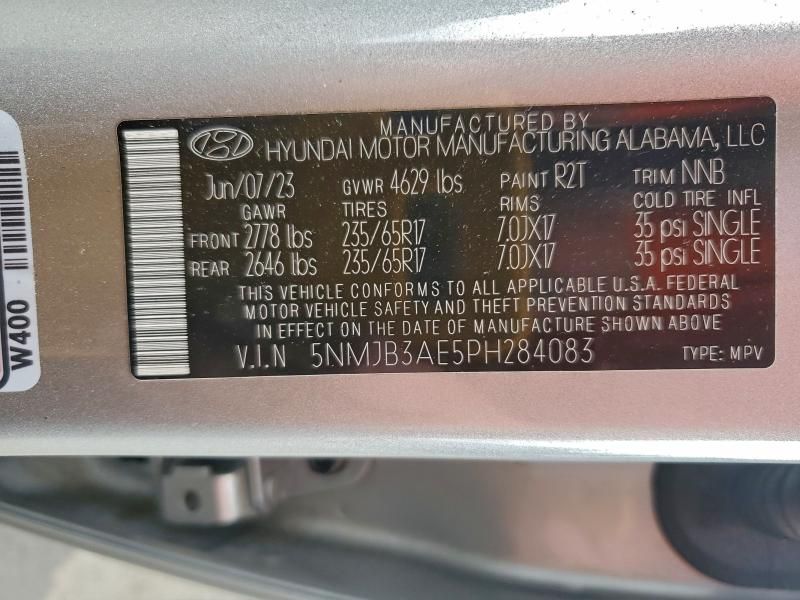 MANUFACTURED BY
HYUNDAI MOTOR MANUFACTURING ALABAMA, LLC
Jun/07/23 GVWR 4629 lbs PAINT R2T TRIM NNB
GAWR TIRES RIMS COLD TIRE INFL
FRONT 2778 lbs 235/65R17 7.0JX17 35 psi SINGLE
REAR 2646 lbs 235/65R17 7.0JX17 35 psi SINGLE
THIS VEHICLE CONFORMS TO ALL APPLICABLE U.S.A. FEDERAL
MOTOR VEHICLE SAFETY AND THEFT PREVENTION STANDARDS
IN EFFECT ON THE DATE OF MANUFACTURE SHOWN ABOVE
V.I.N 5NMJB3AE5PH284083 TYPE: MPV
W400